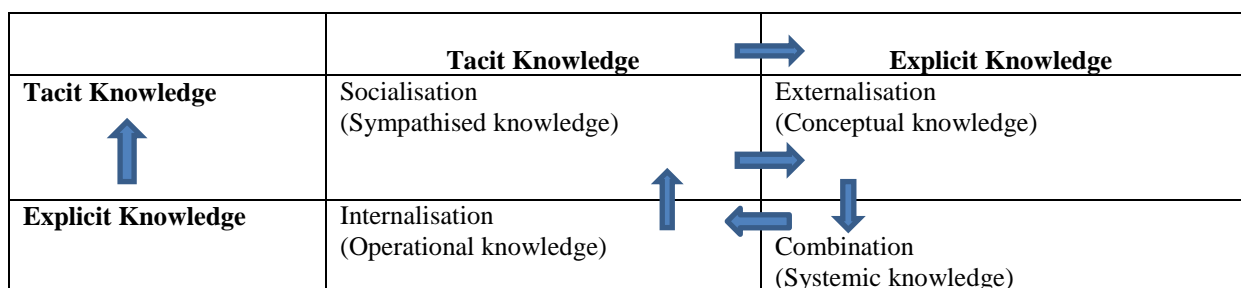 Tacit Knowledge Explicit Knowledge
Tacit Knowledge Socialisation Externalisation
(Sympathised knowledge) (Conceptual knowledge)
Explicit Knowledge Internalisation
(Operational knowledge) Combination
(Systemic knowledge)